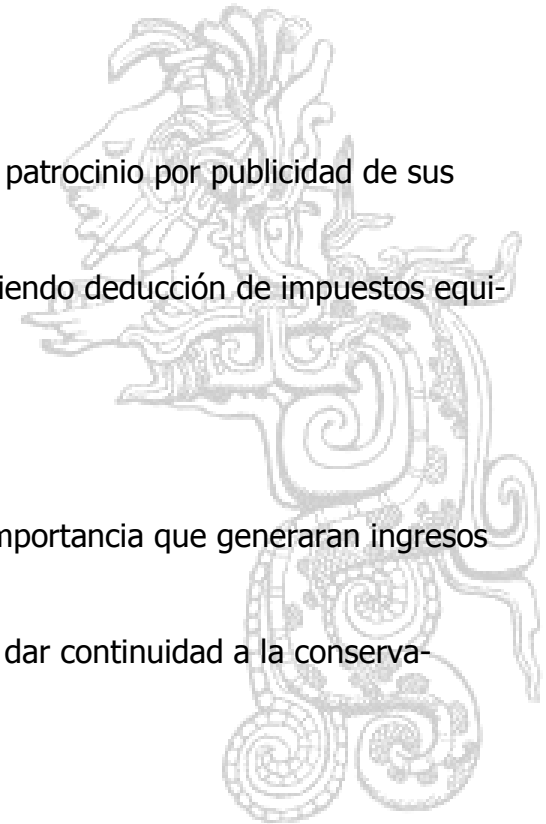 patrocinio por publicidad de sus
iendo deducción de impuestos equi-
mportancia que generaran ingresos
dar continuidad a la conserva-